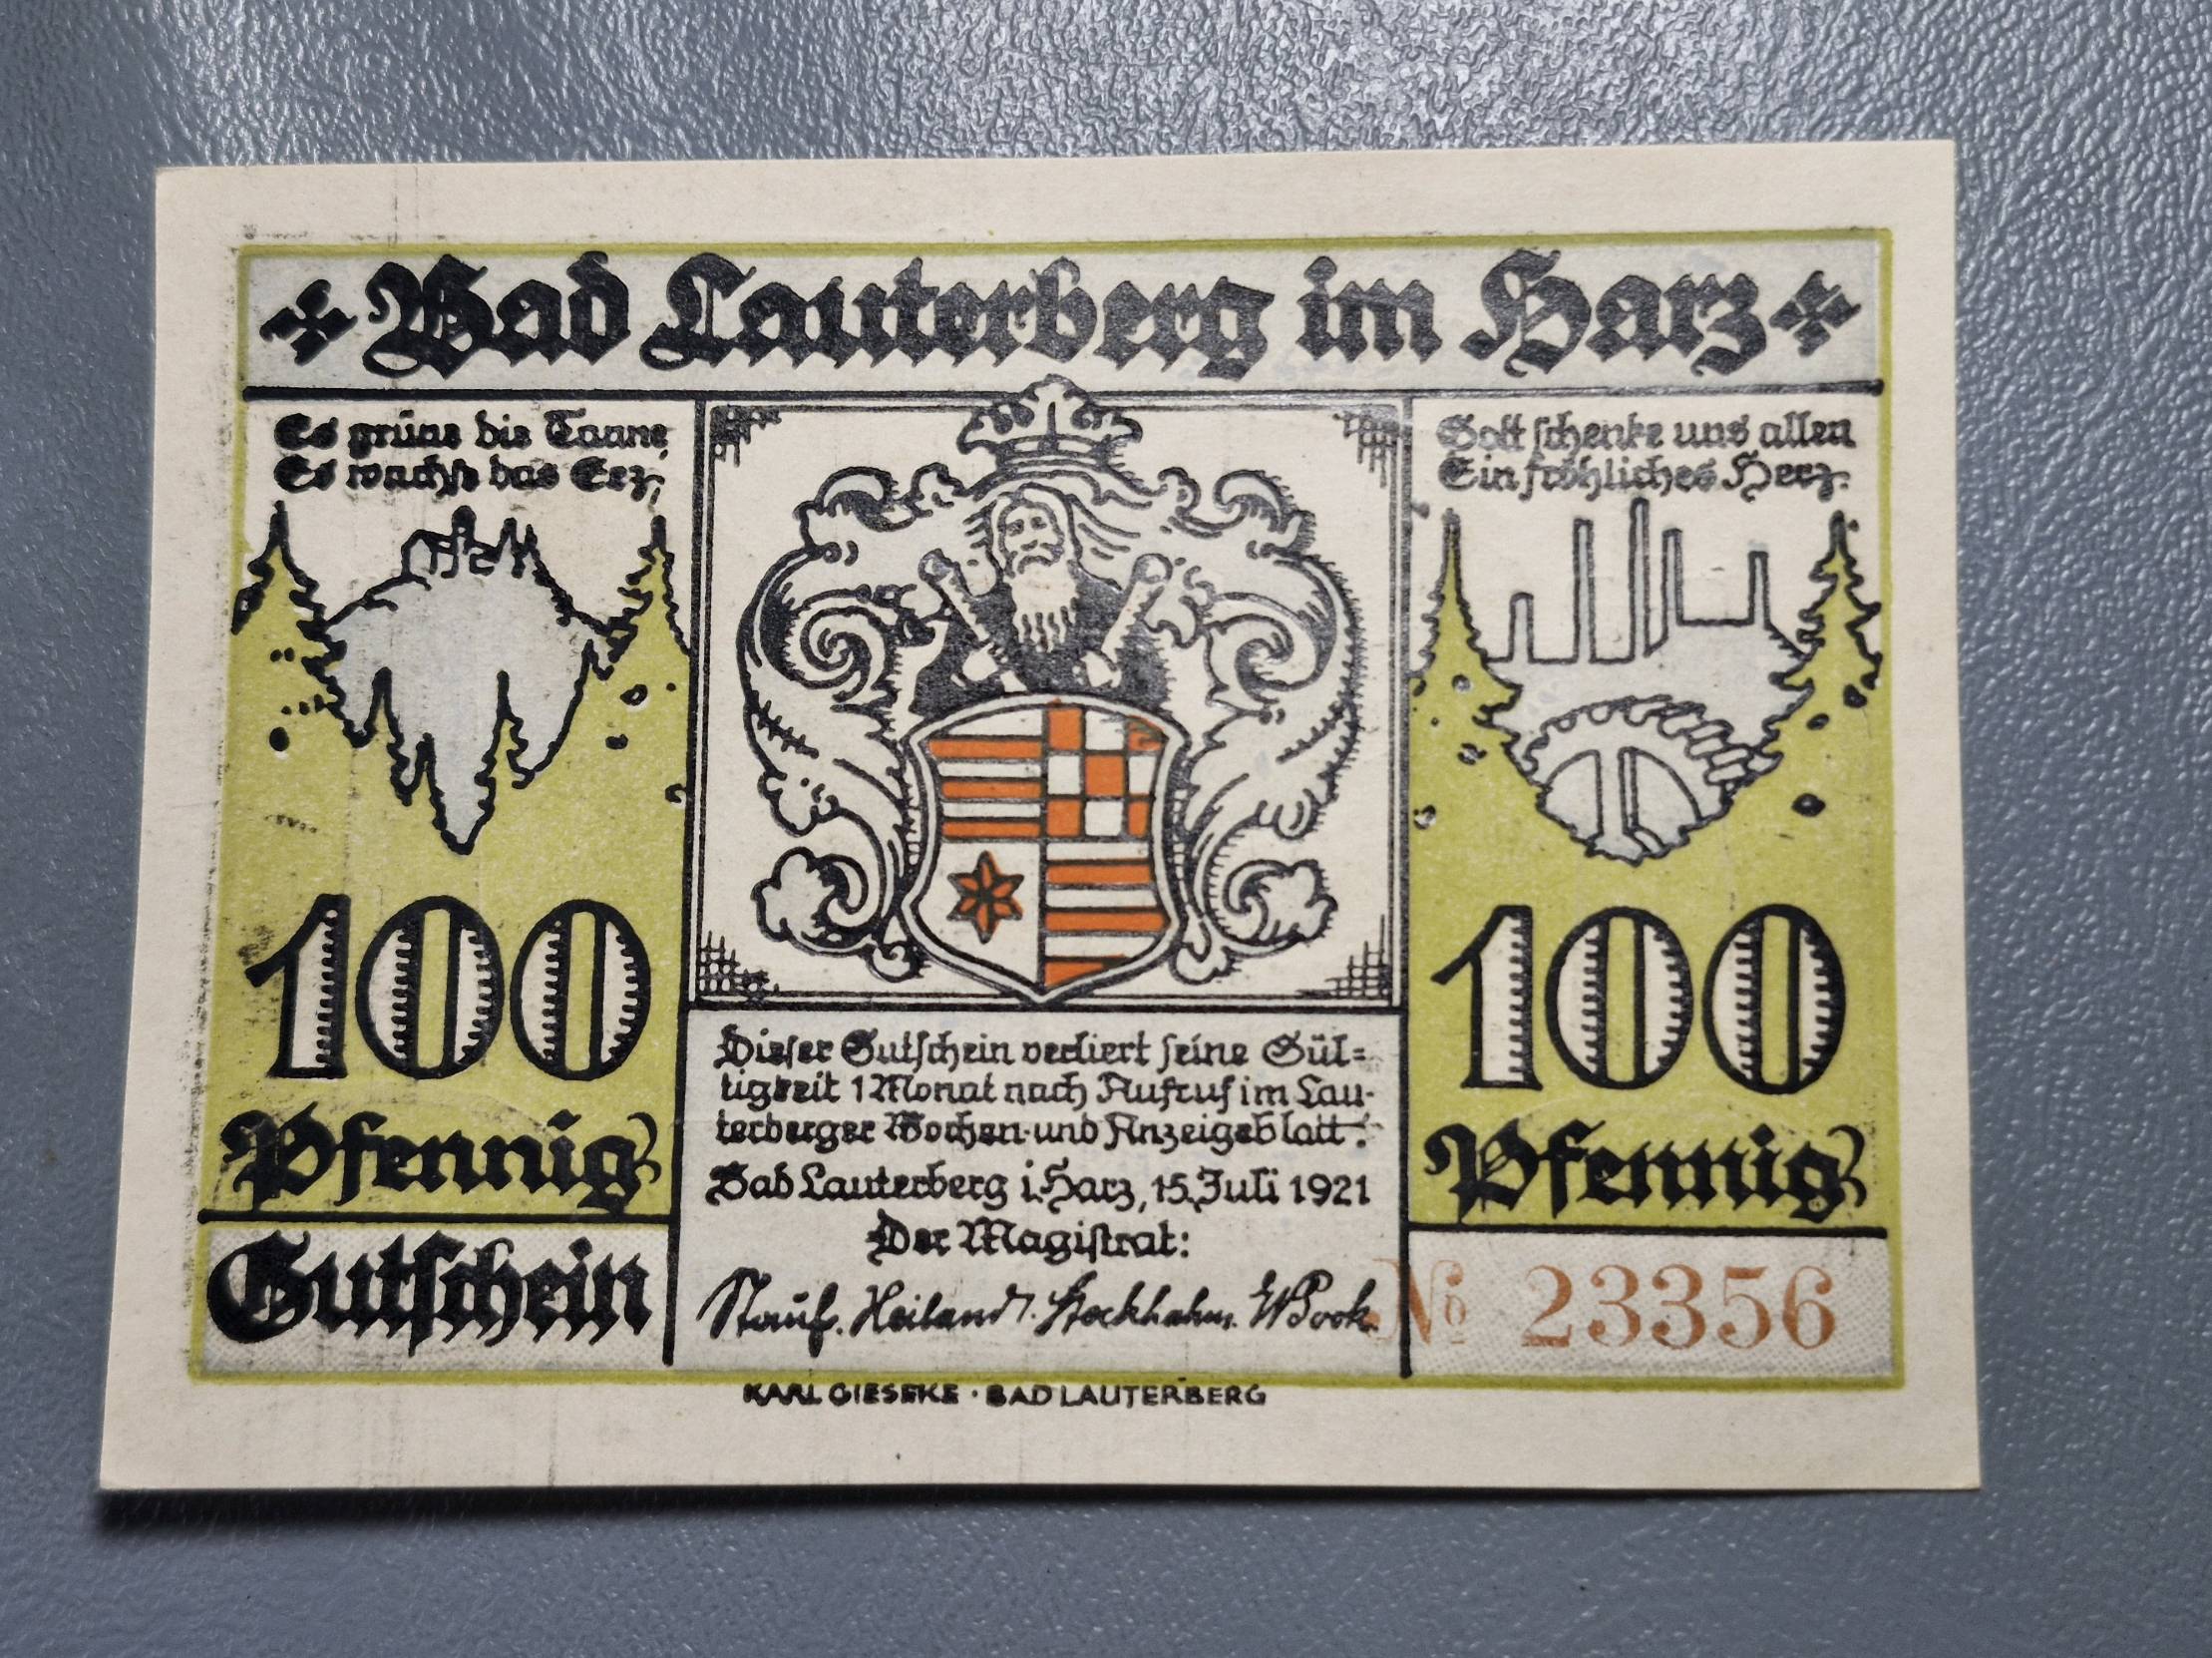 Bad Lauterberg im Harz
Es grüne die Tanne,
Es wachse das Erz,
Gott schenke uns allen
Ein fröhliches Herz.
100
Pfennig
100
Pfennig
Dieser Gutschein verliert seine Gül=
tigkeit 1 Monat nach Aufruf im Lau-
terberger Wochen- und Anzeigeblatt.
Bad Lauterberg i. Harz, 15. Juli 1921
Der Magistrat:
Heiland. Stockhahn.
Gutschein
№ 23356
KARL GIESEKE · BAD LAUTERBERG